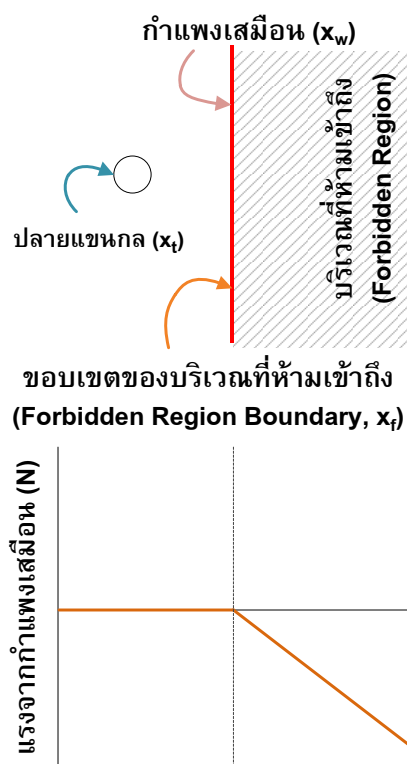 กำแพงเสมือน (xw)
ปลายแขนกล (xt)
บริเวณที่ห้ามเข้าถึง
(Forbidden Region)
ขอบเขตของบริเวณที่ห้ามเข้าถึง
(Forbidden Region Boundary, xf)
แรงจากกำแพงเสมือน (N)